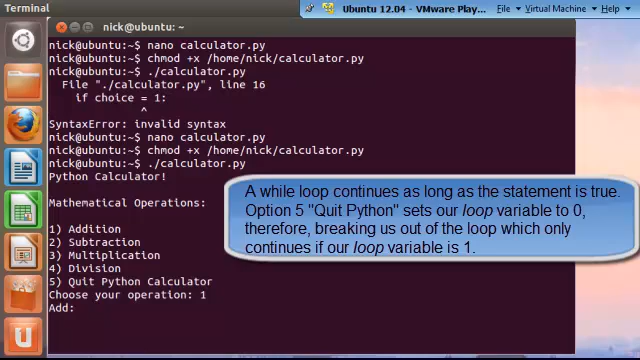 Terminal
Ubuntu 12.04 - VMware Play... File Virtual Machine Help
nick@ubuntu: ~
nick@ubuntu:~$ nano calculator.py
nick@ubuntu:~$ chmod +x /home/nick/calculator.py
nick@ubuntu:~$ ./calculator.py
File "./calculator.py", line 16
if choice = 1:
^
SyntaxError: invalid syntax
nick@ubuntu:~$ nano calculator.py
nick@ubuntu:~$ chmod +x /home/nick/calculator.py
nick@ubuntu:~$ ./calculator.py
Python Calculator!
Mathematical Operations:
1) Addition
2) Subtraction
3) Multiplication
4) Division
5) Quit Python Calculator
Choose your operation: 1
Add:
A while loop continues as long as the statement is true.
Option 5 "Quit Python" sets our loop variable to 0,
therefore, breaking us out of the loop which only
continues if our loop variable is 1.